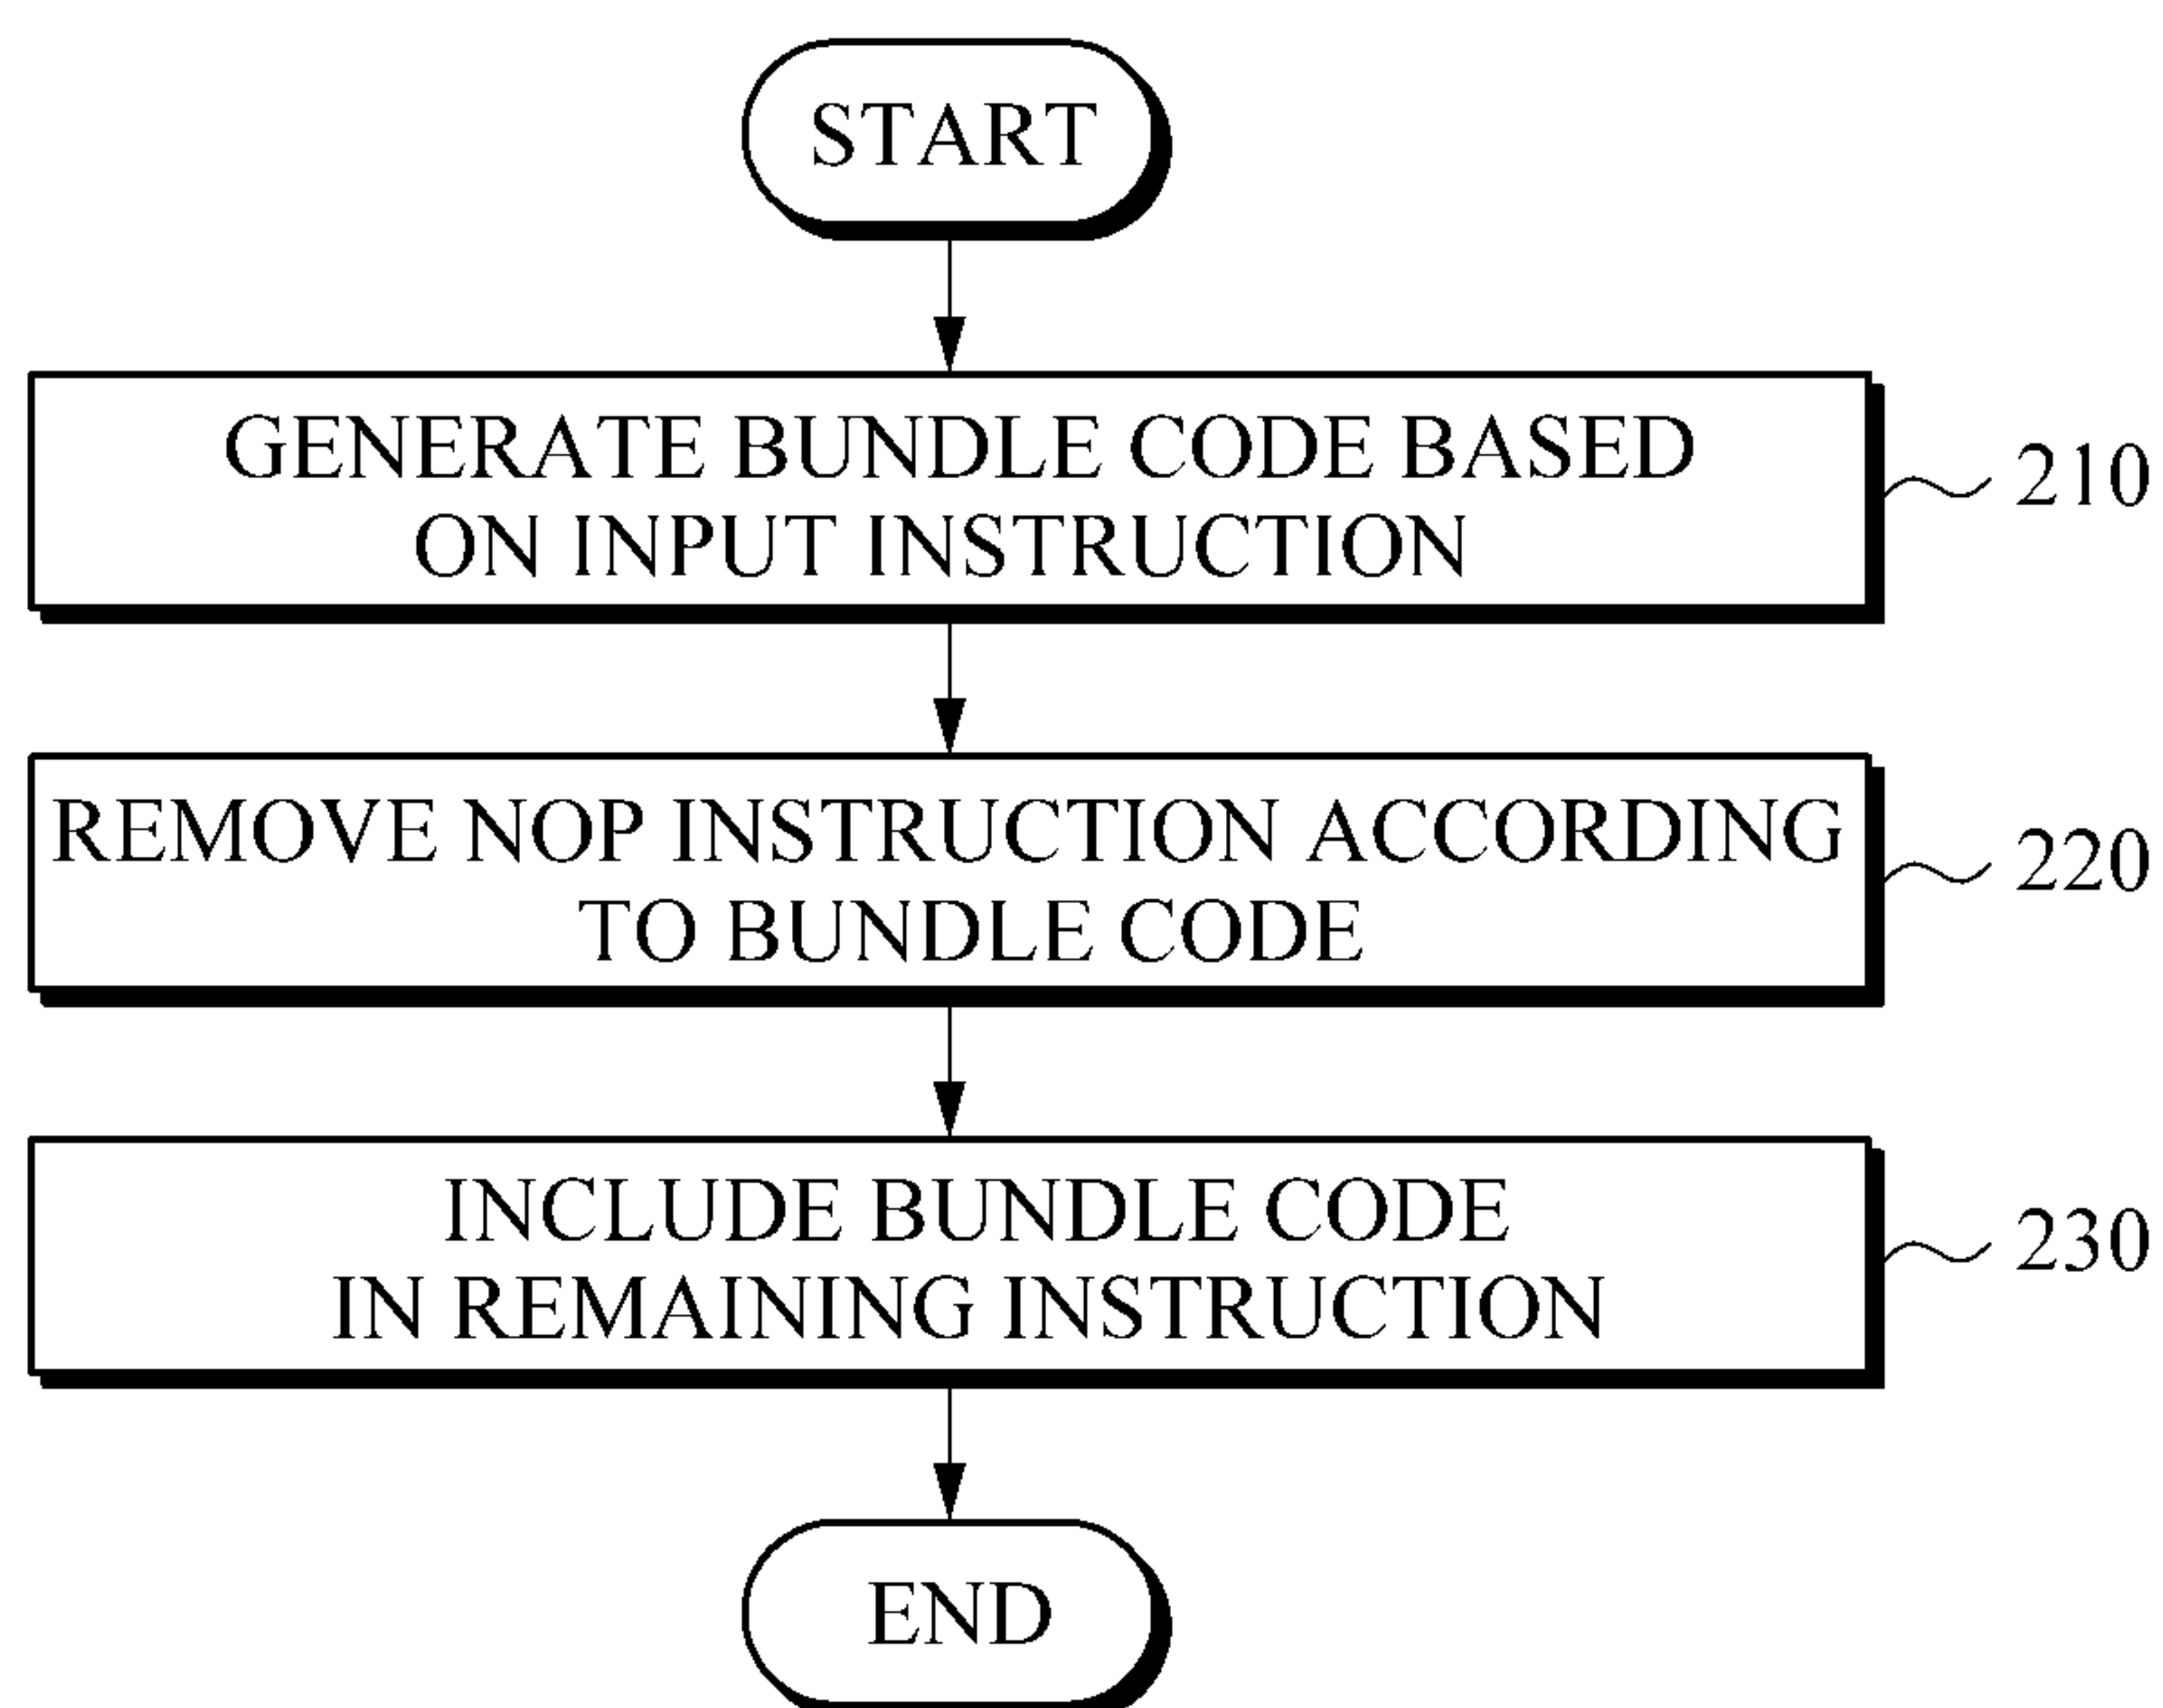 START
GENERATE BUNDLE CODE BASED
ON INPUT INSTRUCTION
210
REMOVE NOP INSTRUCTION ACCORDING
TO BUNDLE CODE
220
INCLUDE BUNDLE CODE
IN REMAINING INSTRUCTION
230
END